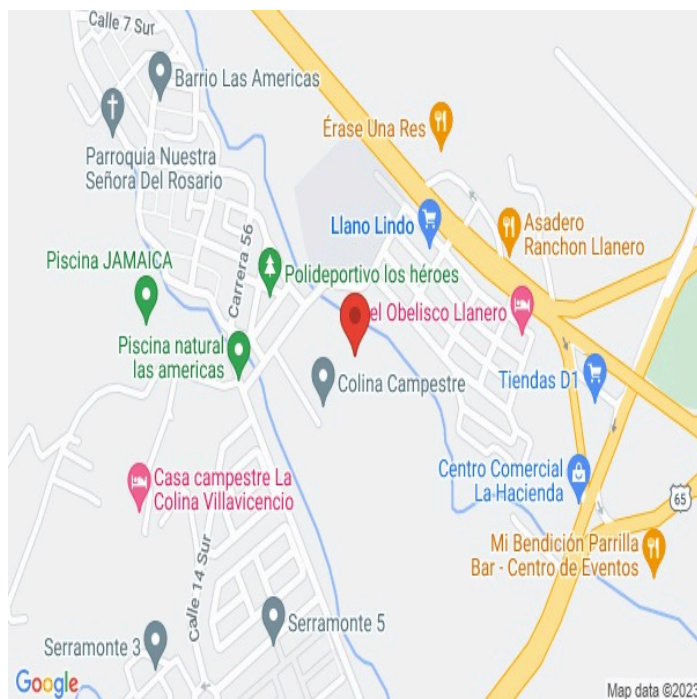 Calle 7 Sur
Barrio Las Americas
Érase Una Res
Parroquia Nuestra
Señora Del Rosario
Llano Lindo
Asadero
Ranchon Llanero
Carrera 56
Piscina JAMAICA
Polideportivo los héroes
el Obelisco Llanero
Piscina natural
las americas
Colina Campestre
Tiendas D1
Centro Comercial
La Hacienda
65
Casa campestre La
Colina Villavicencio
Mi Bendición Parrilla
Bar - Centro de Eventos
Calle 14 Sur
Serramonte 5
Serramonte 3
Google
Map data ©2023